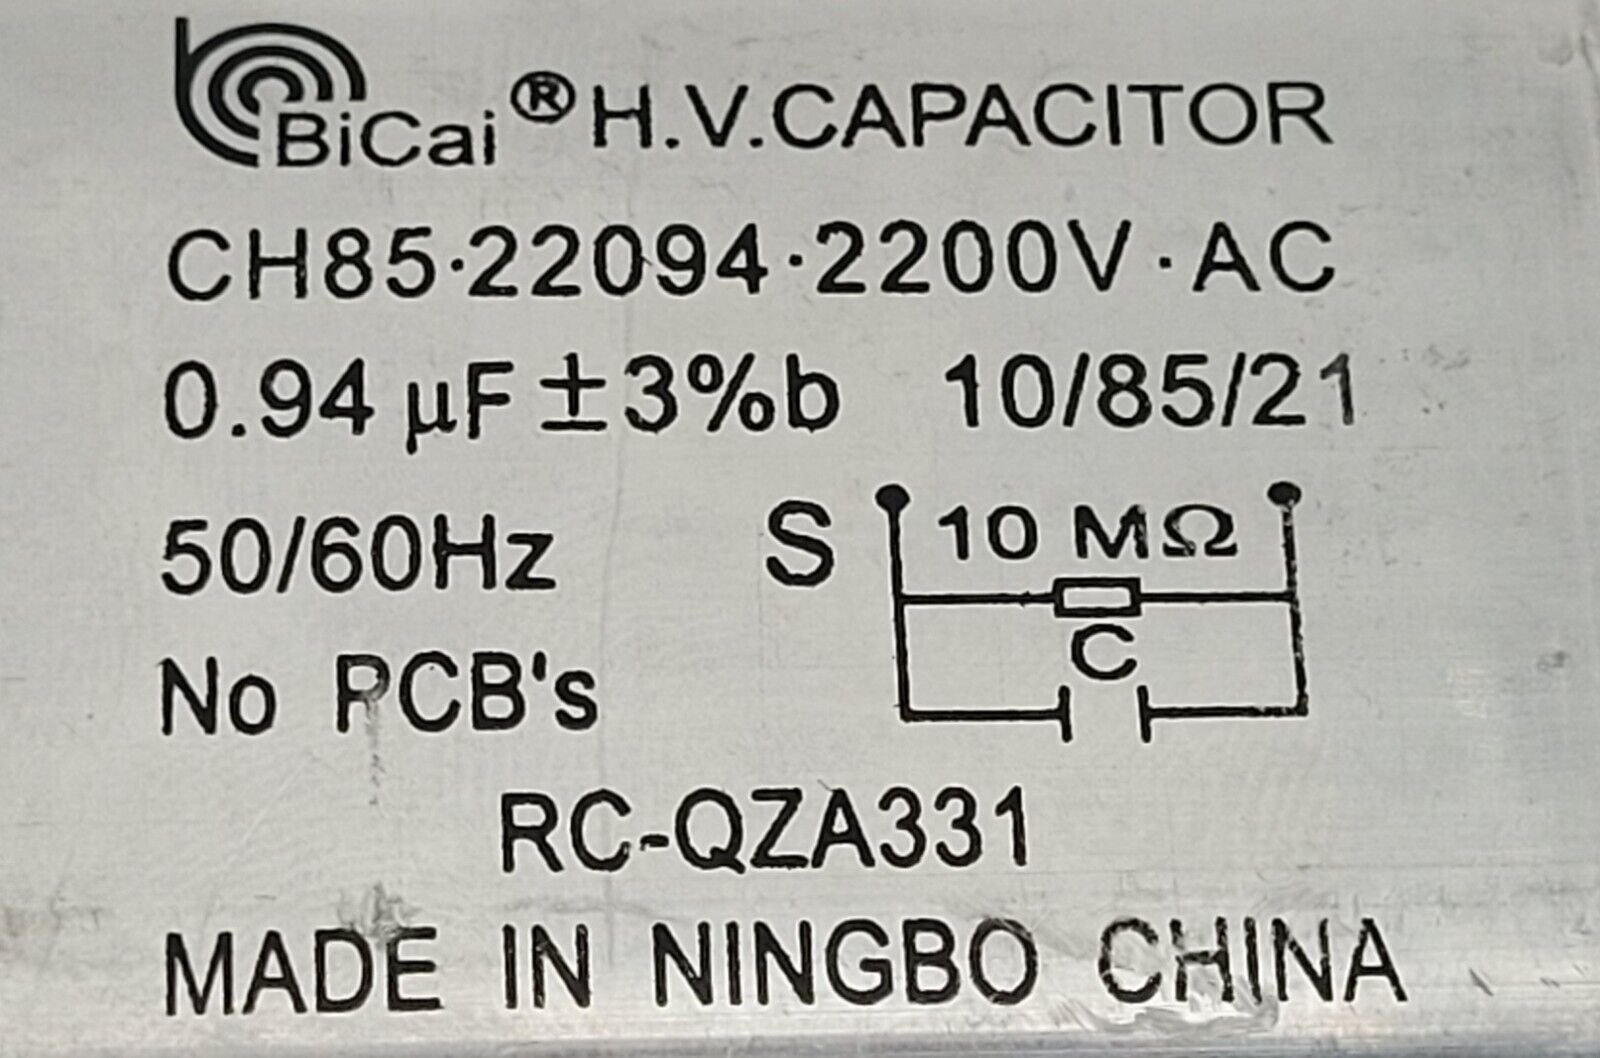 BiCai® H.V.CAPACITOR
CH85·22094·2200V·AC
0.94 µF ±3%b 10/85/21
50/60Hz S 10 MΩ
C
No PCB's
RC-QZA331
MADE IN NINGBO CHINA